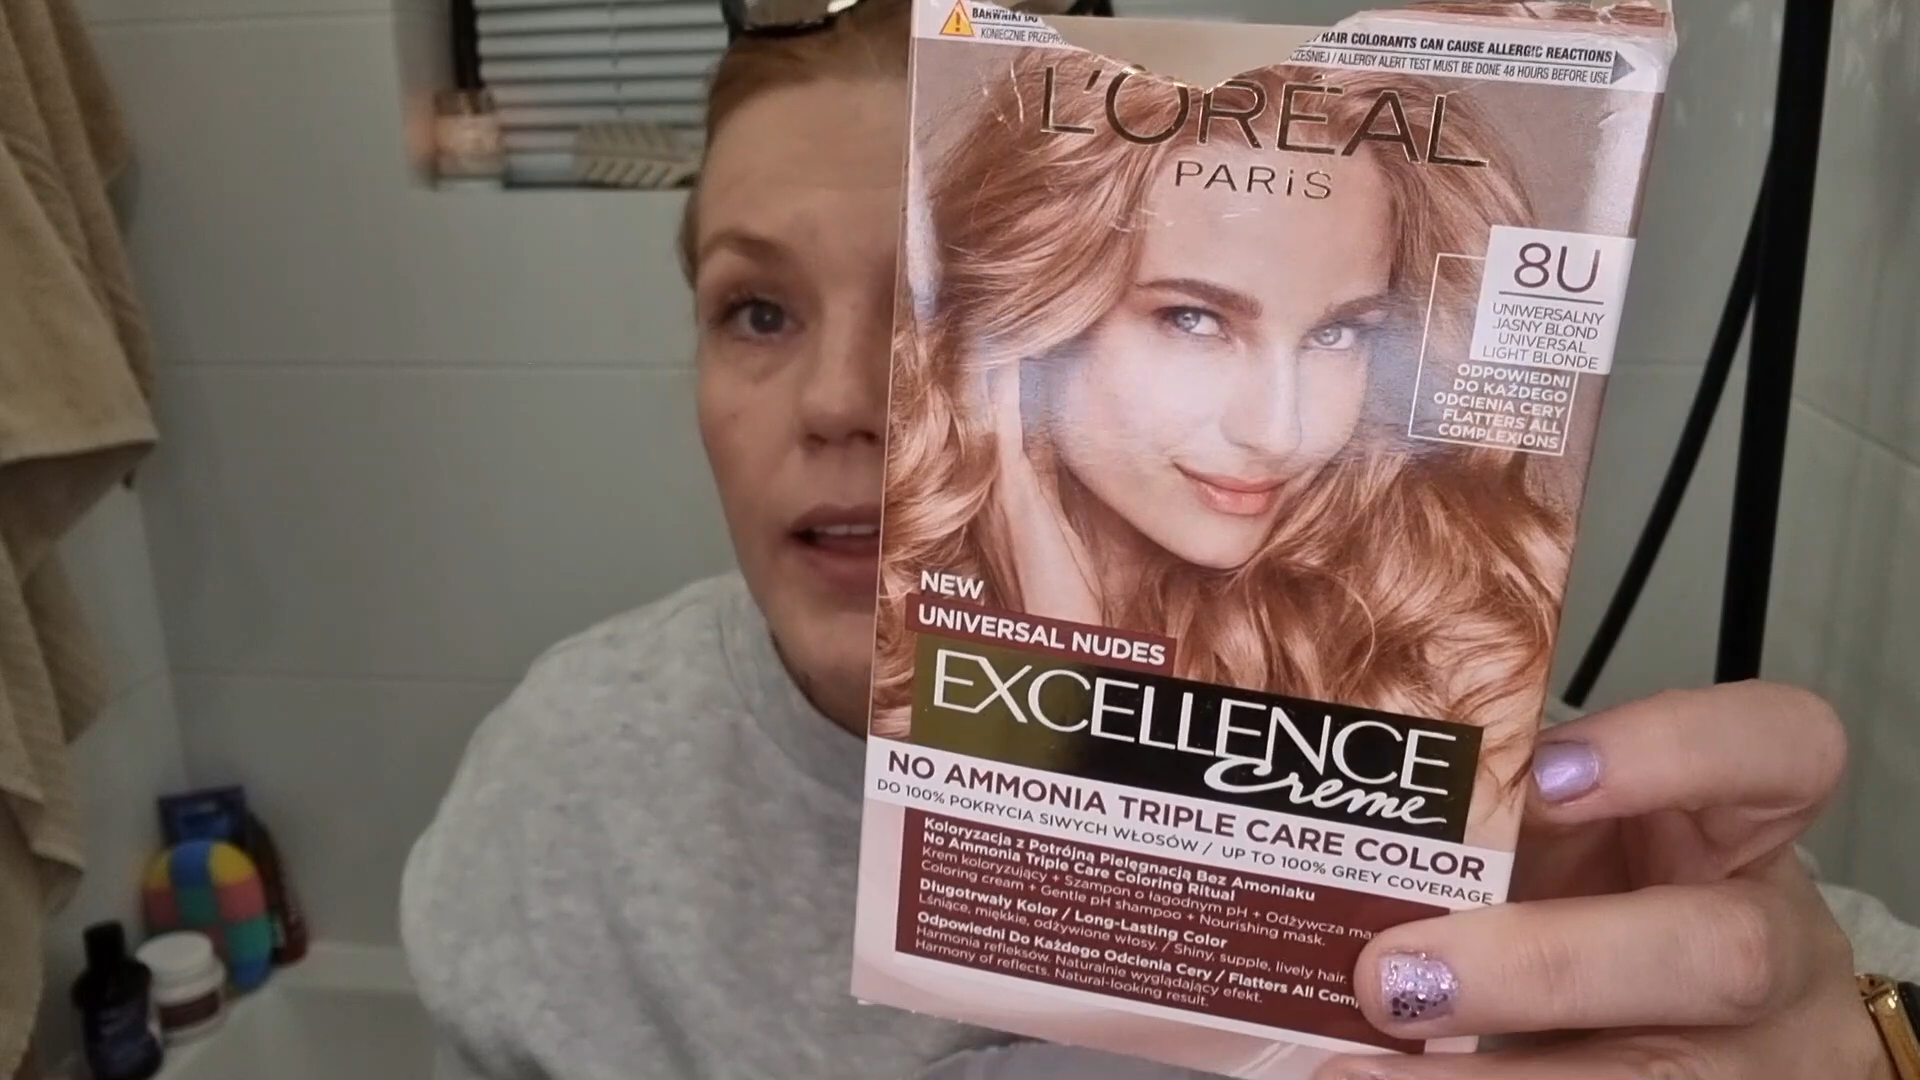 BARWNIKI DO
KONIECZNIE
/ HAIR COLORANTS CAN CAUSE ALLERGIC REACTIONS
/ ALLERGY ALERT TEST MUST BE DONE 48 HOURS BEFORE USE
L'ORÉAL
PARiS
8U
UNIWERSALNY
JASNY BLOND
UNIVERSAL
LIGHT BLONDE
ODPOWIEDNI
DO KAŻDEGO
ODCIENIA CERY
FLATTERS ALL
COMPLEXIONS
NEW
UNIVERSAL NUDES
EXCELLENCE
Creme
NO AMMONIA TRIPLE CARE COLOR
DO 100% POKRYCIA SIWYCH WŁOSÓW / UP TO 100% GREY COVERAGE
Koloryzacja z Potrójną Pielęgnacją Bez Amoniaku
No Ammonia Triple Care Coloring Ritual
Krem koloryzujący + Szampon o łagodnym pH + Odżywcza
Coloring cream + Gentle pH shampoo + Nourishing mask.
Długotrwały Kolor / Long-Lasting Color
Lśniące, miękkie, odżywione włosy. / Shiny, supple, lively hair.
Odpowiedni Do Każdego Odcienia Cery / Flatters All
Harmonia refleksów. Naturalnie wyglądający efekt.
Harmony of reflects. Natural-looking result.